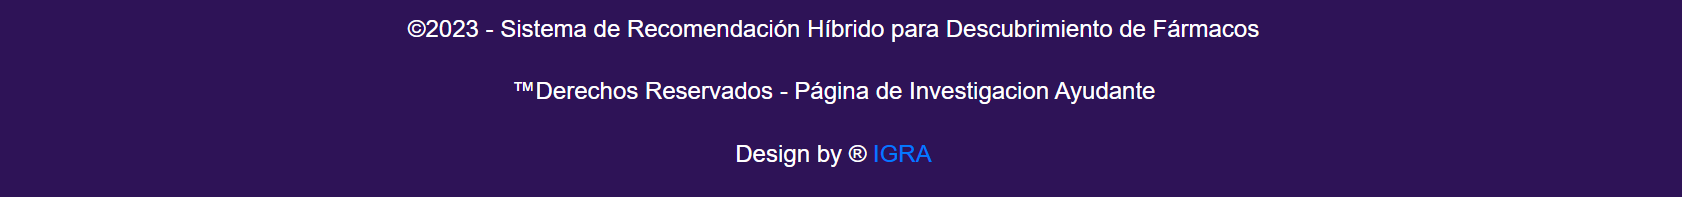 ©2023 - Sistema de Recomendación Híbrido para Descubrimiento de Fármacos
™Derechos Reservados - Página de Investigacion Ayudante
Design by ® IGRA